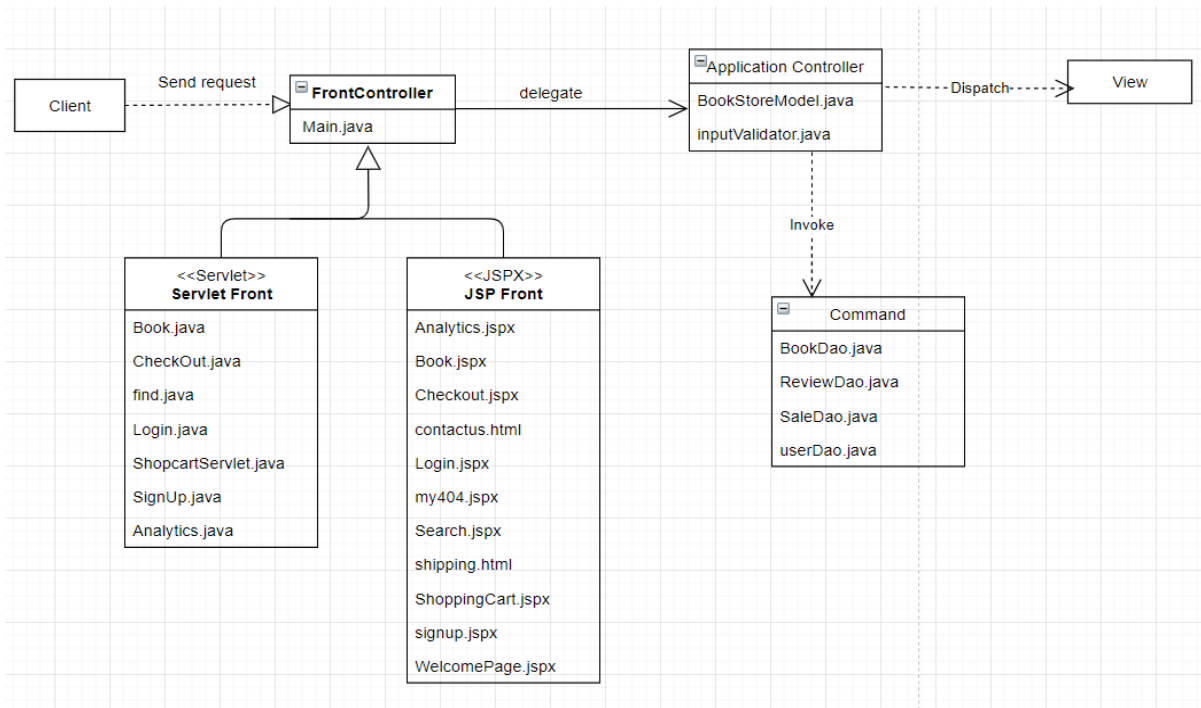 Client
Send request
FrontController
Main.java
delegate
Application Controller
BookStoreModel.java
inputValidator.java
Dispatch
View
Invoke
<<Servlet>>
Servlet Front
Book.java
CheckOut.java
find.java
Login.java
ShopcartServlet.java
SignUp.java
Analytics.java
<<JSPX>>
JSP Front
Analytics.jspx
Book.jspx
Checkout.jspx
contactus.html
Login.jspx
my404.jspx
Search.jspx
shipping.html
ShoppingCart.jspx
signup.jspx
WelcomePage.jspx
Command
BookDao.java
ReviewDao.java
SaleDao.java
userDao.java